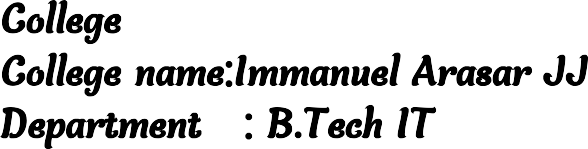 College
College name:Immanuel Arasar JJ
Department : B.Tech IT